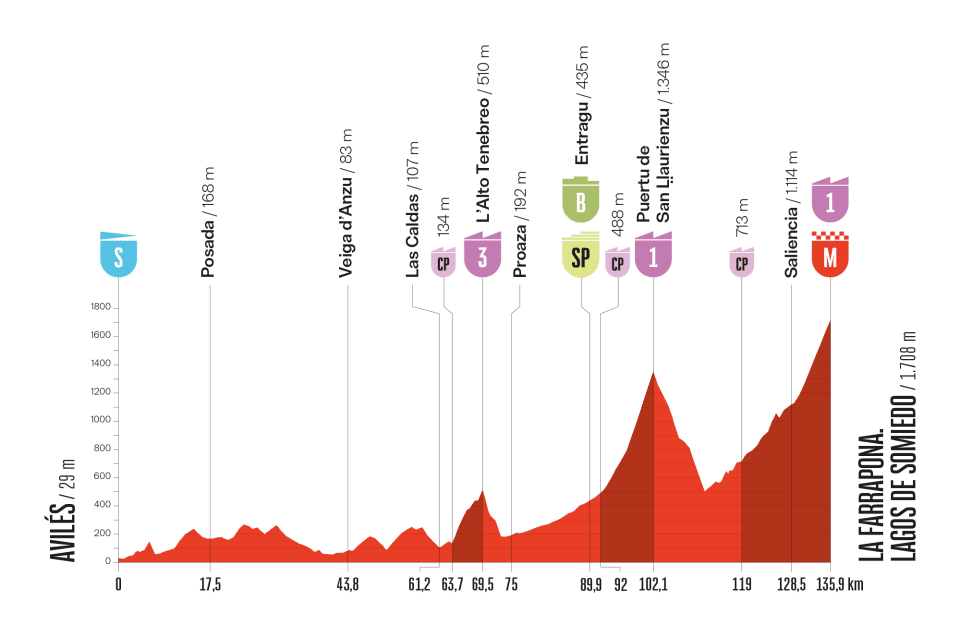 Posada / 168 m
Veiga d'Anzu / 83 m
Las Caldas / 107 m
134 m
L'Alto Tenebreo / 510 m
Proaza / 192 m
Entragu / 435 m
488 m
Puertu de
San Ḷḷaurienzu / 1.346 m
713 m
Saliencia / 1.114 m
S
CP
3
B
SP
CP
1
CP
1
M
1800
1600
1400
1200
1000
800
600
400
200
0
AVILÉS / 29 m
LA FARRAPONA.
LAGOS DE SOMIEDO / 1.708 m
0
17,5
43,8
61,2
63,7
69,5
75
89,9
92
102,1
119
128,5
135,9 km